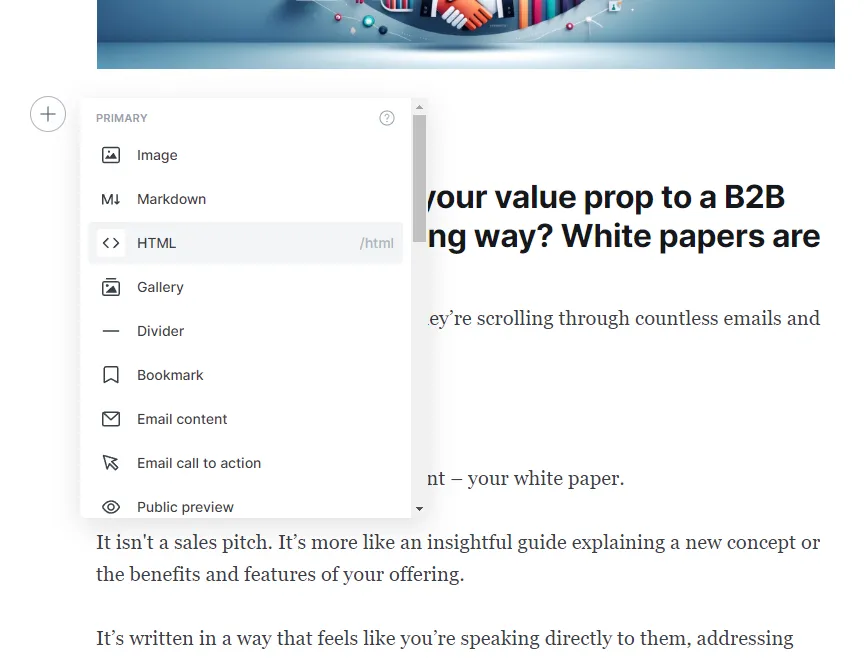 PRIMARY
Image
M↓ Markdown
HTML /html
Gallery
Divider
Bookmark
Email content
Email call to action
Public preview
your value prop to a B2B
ng way? White papers are
ey’re scrolling through countless emails and
nt – your white paper.
It isn't a sales pitch. It’s more like an insightful guide explaining a new concept or
the benefits and features of your offering.
It’s written in a way that feels like you’re speaking directly to them, addressing